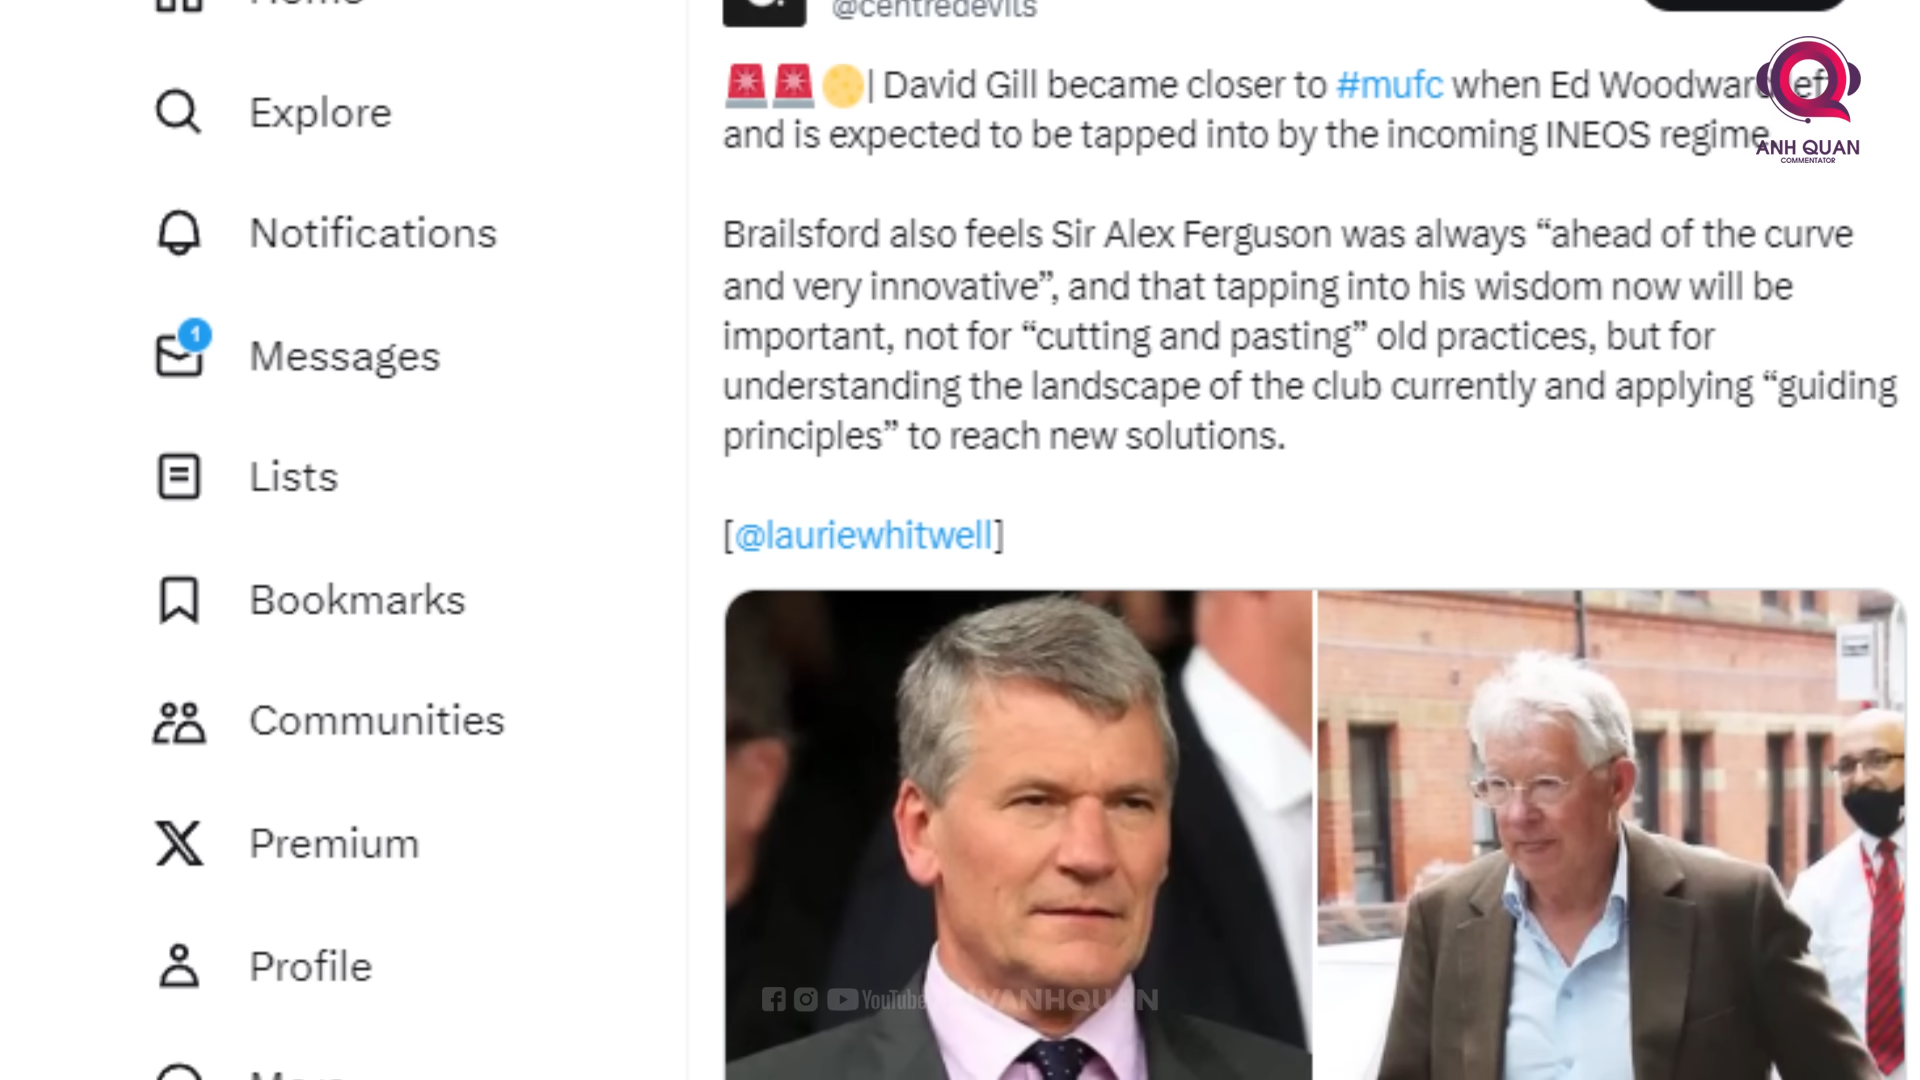 Home
@centredevils
Explore
| David Gill became closer to #mufc when Ed Woodward
and is expected to be tapped into by the incoming INEOS regime.
ANH QUAN
COMMENTATOR
Notifications
Brailsford also feels Sir Alex Ferguson was always “ahead of the curve
and very innovative”, and that tapping into his wisdom now will be
important, not for “cutting and pasting” old practices, but for
understanding the landscape of the club currently and applying “guiding
principles” to reach new solutions.
1
Messages
Lists
[@lauriewhitwell]
Bookmarks
Communities
Premium
Profile
YouTube
More